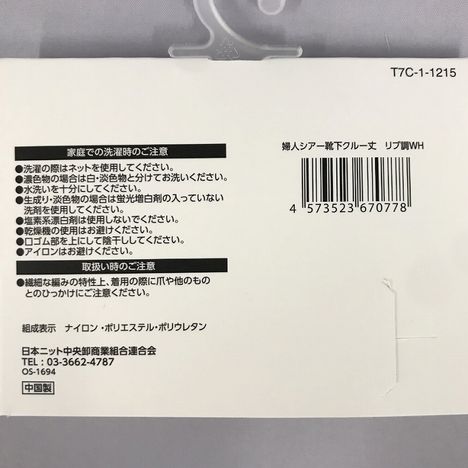 T7C-1-1215
家庭での洗濯時のご注意
●洗濯の際はネットを使用してください。
●濃色物の場合は白・淡色物と分けてお洗いください。
●水洗いを十分にしてください。
●生成り・淡色物の場合は蛍光増白剤の入っていない
洗剤を使用してください。
●塩素系漂白剤は使用しないでください。
●乾燥機の使用はお避けください。
●口ゴム部を上にして陰干ししてください。
●アイロンはお避けください。
取扱い時のご注意
●繊細な編みの特性上、着用の際に爪や他のもの
とのひっかけにご注意ください。
組成表示 ナイロン・ポリエステル・ポリウレタン
日本ニット中央卸商業組合連合会
TEL : 03-3662-4787
OS-1694
中国製
婦人シアー靴下クルー丈 リブ調WH
4 573523 670778